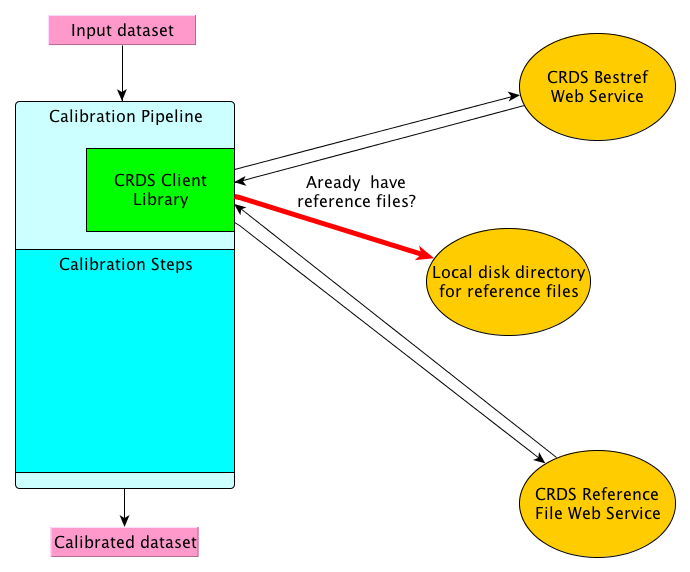 Input dataset
Calibration Pipeline
CRDS Client
Library
CRDS Bestref
Web Service
Aready  have
reference files?
Calibration Steps
Local disk directory
for reference files
CRDS Reference
File Web Service
Calibrated dataset